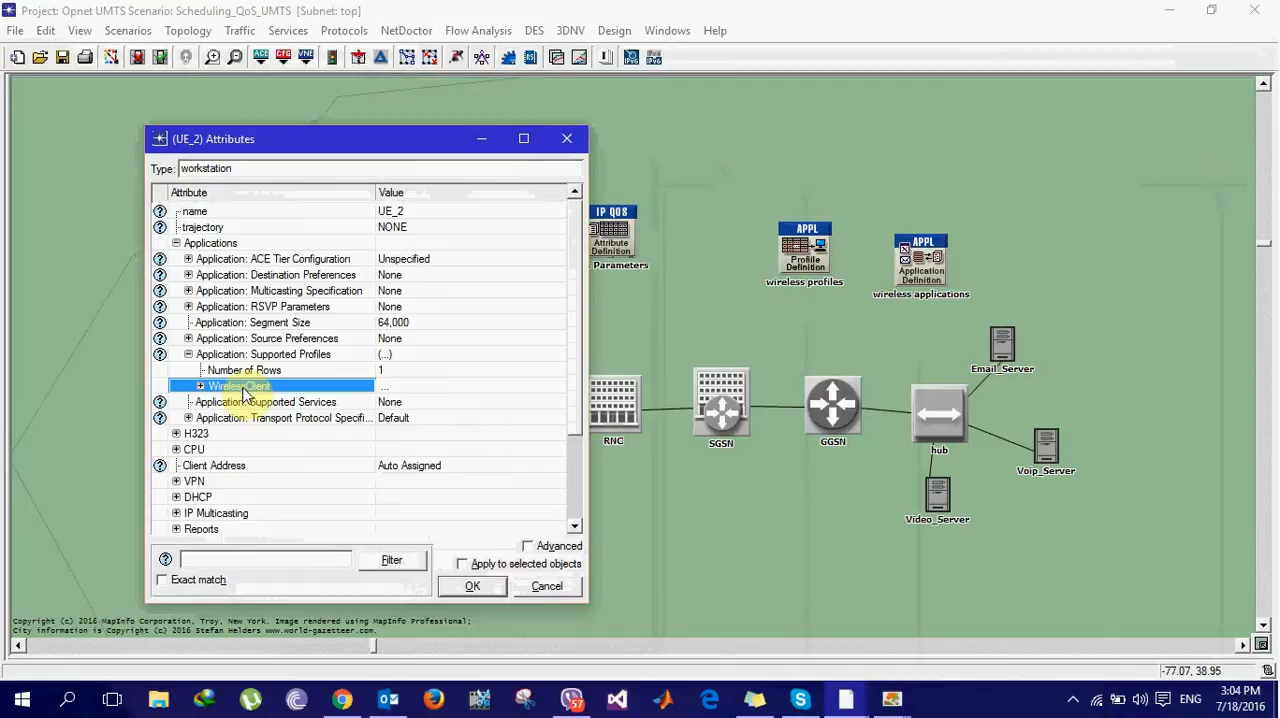 Project: Opnet UMTS Scenario: Scheduling_QoS_UMTS [Subnet: top]
File Edit View Scenarios Topology Traffic Services Protocols NetDoctor Flow Analysis DES 3DNV Design Windows Help
(UE_2) Attributes
Type: workstation
Attribute Value
name UE_2
trajectory NONE
Applications
Application: ACE Tier Configuration Unspecified
Application: Destination Preferences None
Application: Multicasting Specification None
Application: RSVP Parameters None
Application: Segment Size 64,000
Application: Source Preferences None
Application: Supported Profiles (...)
Number of Rows 1
WirelessClient ...
Application: Supported Services None
Application: Transport Protocol Specifi... Default
H323
CPU
Client Address Auto Assigned
VPN
DHCP
IP Multicasting
Reports
Advanced
Filter
Apply to selected objects
Exact match
OK Cancel
IP QOS
Attribute
Definition
Parameters
APPL
Profile
Definition
wireless profiles
APPL
Application
Definition
wireless applications
Email_Server
RNC
SGSN
GGSN
hub
Voip_Server
Video_Server
Copyright (c) 2016 MapInfo Corporation, Troy, New York. Image rendered using MapInfo Professional;
City information is Copyright (c) 2016 Stefan Helders www.world-gazetteer.com.
-77.07, 38.95
57
ENG
3:04 PM
7/18/2016